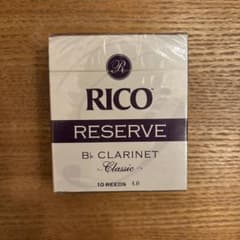 R
RICO
RESERVE
B♭ CLARINET
Classic
10 REEDS